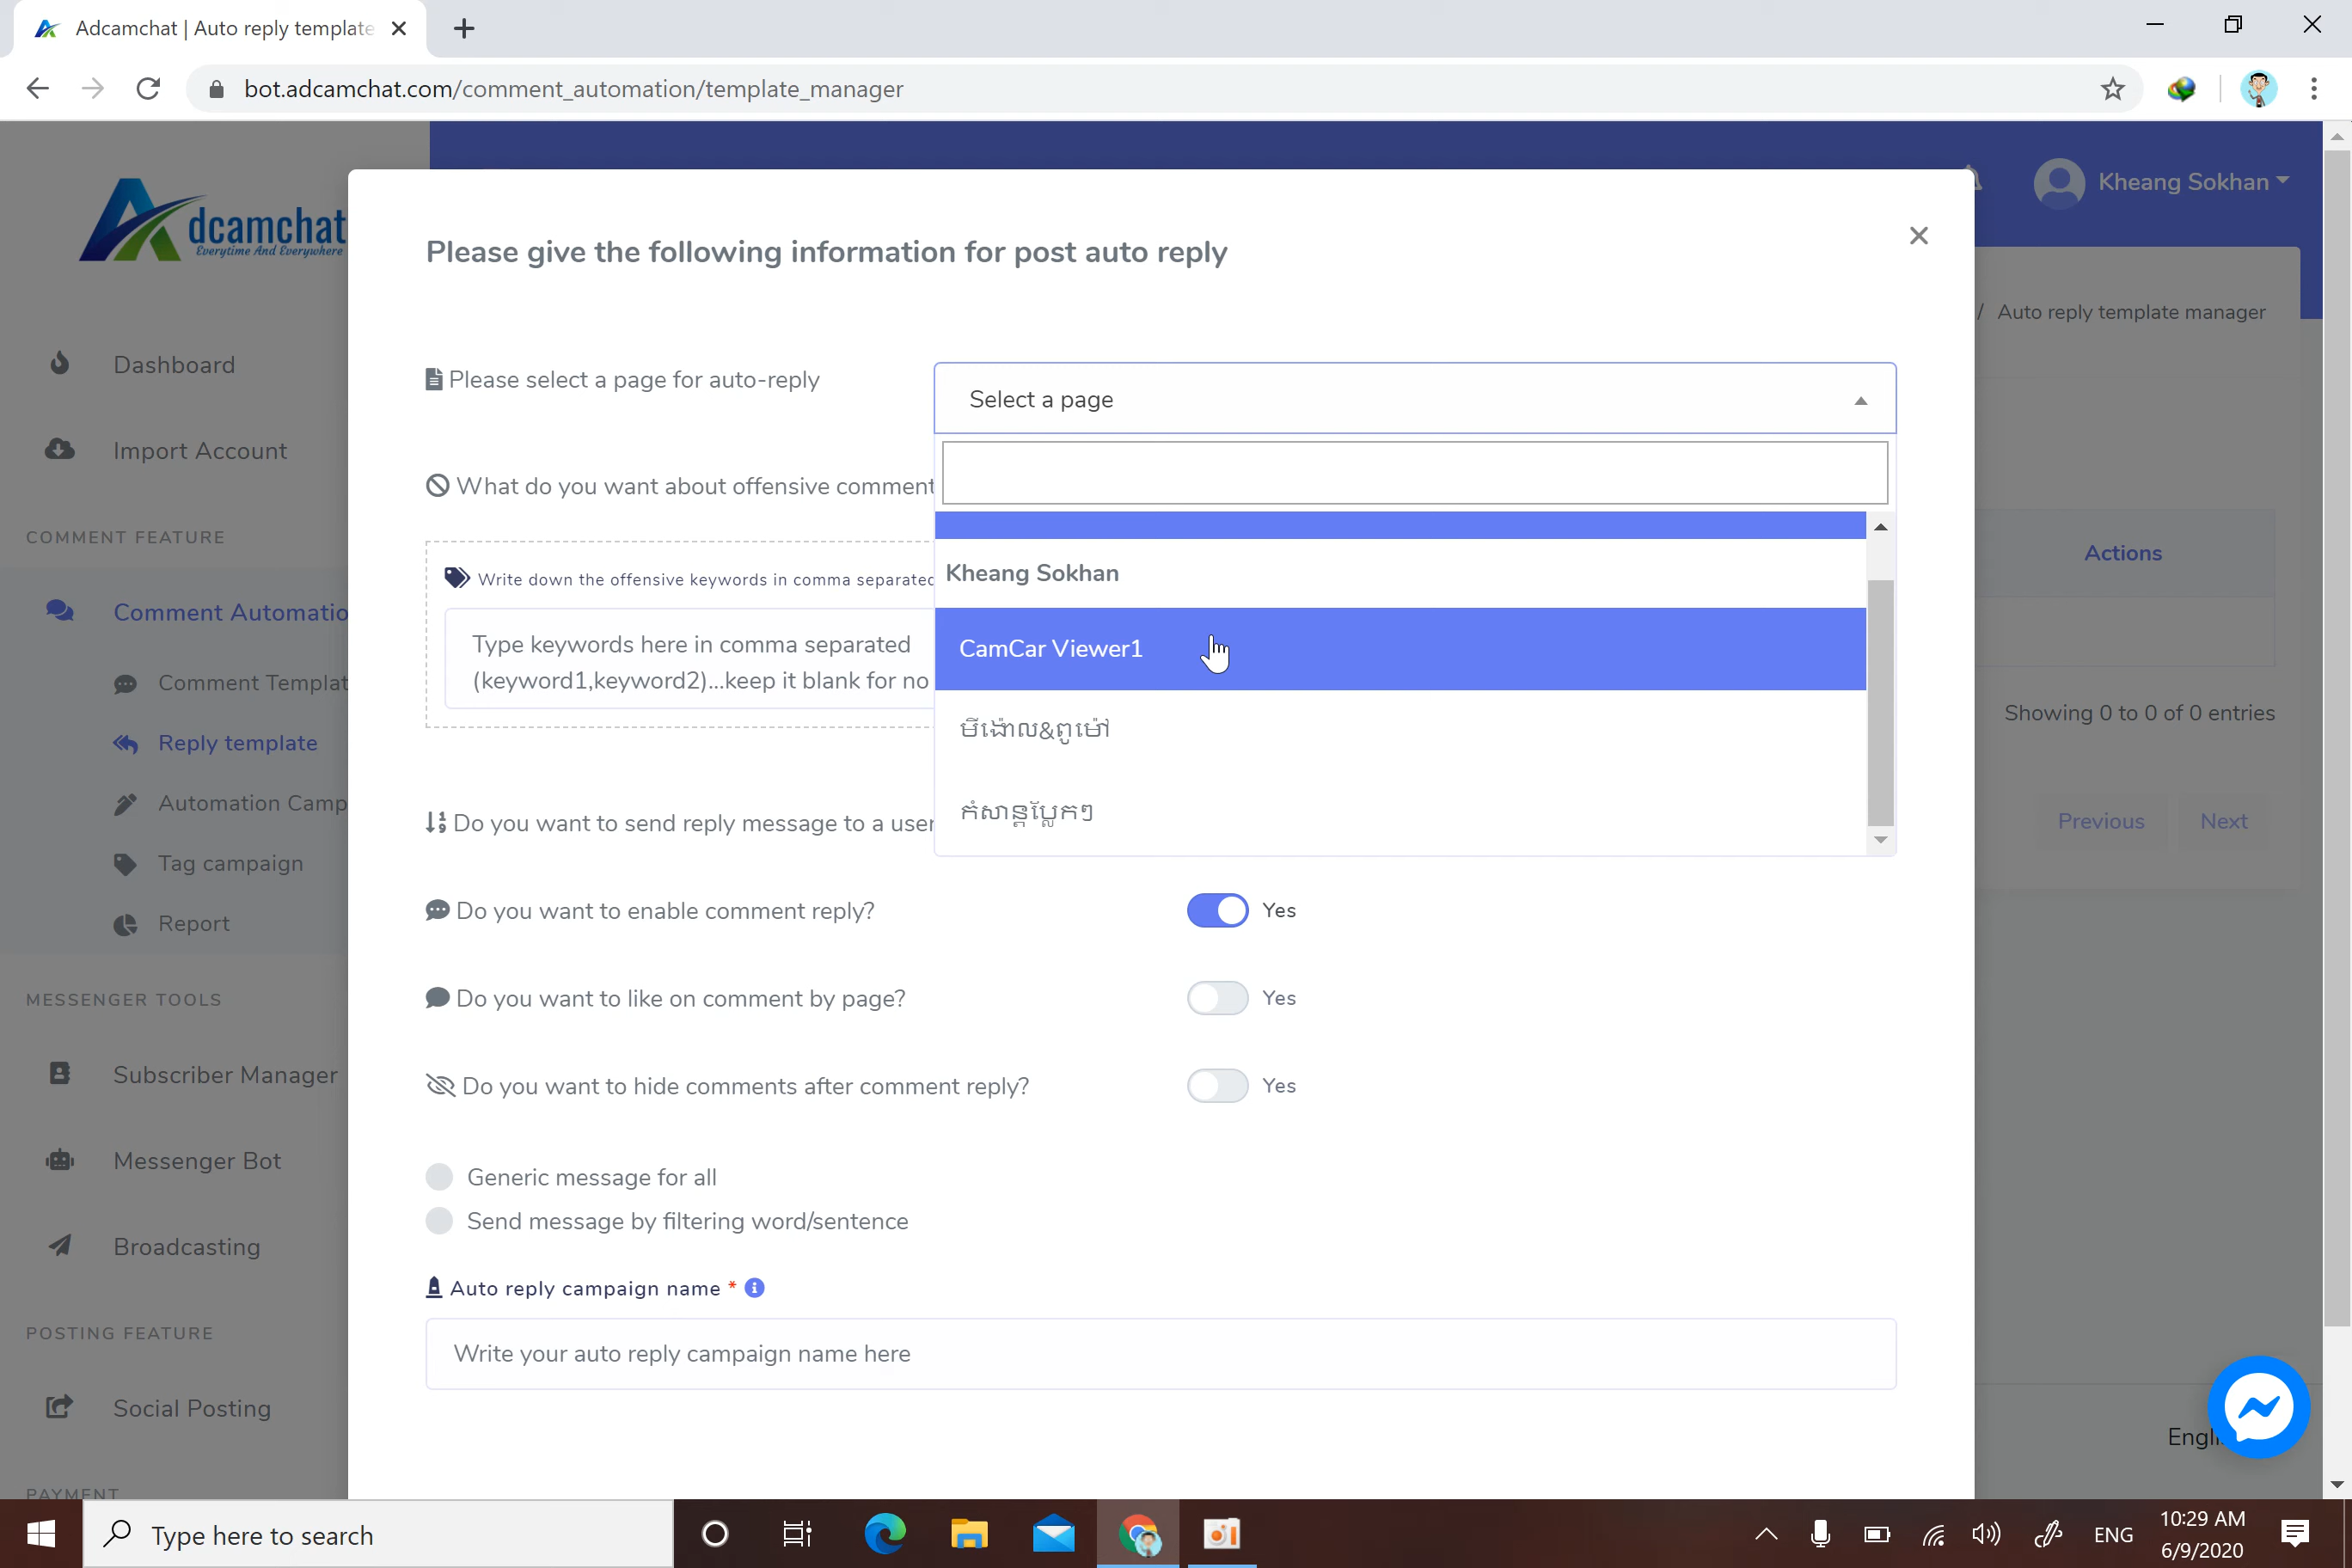 Adcamchat | Auto reply template
bot.adcamchat.com/comment_automation/template_manager
dcamchat
Everytime And Everywhere
Kheang Sokhan
Please give the following information for post auto reply
/ Auto reply template manager
Dashboard
Please select a page for auto-reply
Select a page
Import Account
What do you want about offensive comment
COMMENT FEATURE
Actions
Write down the offensive keywords in comma separated
Kheang Sokhan
Comment Automatio
Type keywords here in comma separated
(keyword1,keyword2)...keep it blank for no
CamCar Viewer1
Comment Templat
Showing 0 to 0 of 0 entries
Reply template
មីង៉ោល&ពូម៉ៅ
Automation Camp
កំសាន្តប្លែកៗ
Do you want to send reply message to a user
Previous
Next
Tag campaign
Do you want to enable comment reply?
Yes
Report
Do you want to like on comment by page?
Yes
MESSENGER TOOLS
Subscriber Manager
Do you want to hide comments after comment reply?
Yes
Messenger Bot
Generic message for all
Send message by filtering word/sentence
Broadcasting
Auto reply campaign name *
POSTING FEATURE
Write your auto reply campaign name here
Social Posting
Engli
PAYMENT
Type here to search
ENG
10:29 AM
6/9/2020